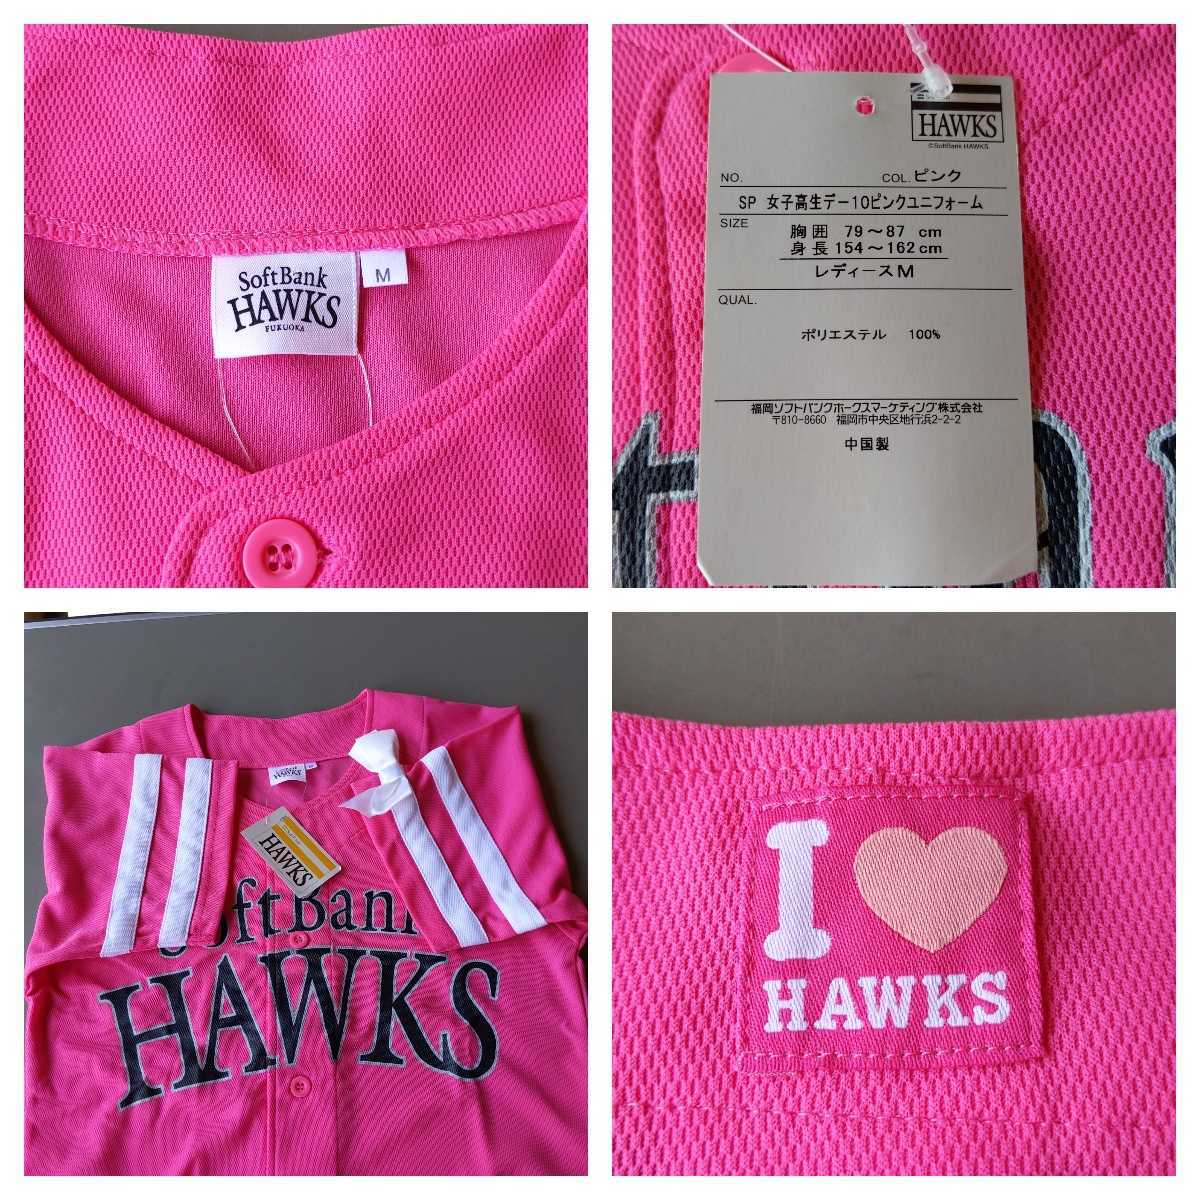 SoftBank
HAWKS
FUKUOKA
M
HAWKS
©SoftBank HAWKS
NO. COL. ピンク
SP 女子高生デー10ピンクユニフォーム
SIZE
胸囲 79～87 cm
身長 154～162cm
レディースM
QUAL.
ポリエステル 100%
福岡ソフトバンクホークスマーケティング株式会社
〒810-8660 福岡市中央区地行浜2-2-2
中国製
HAWKS
HAWKS
SoftBank
HAWKS
I
HAWKS